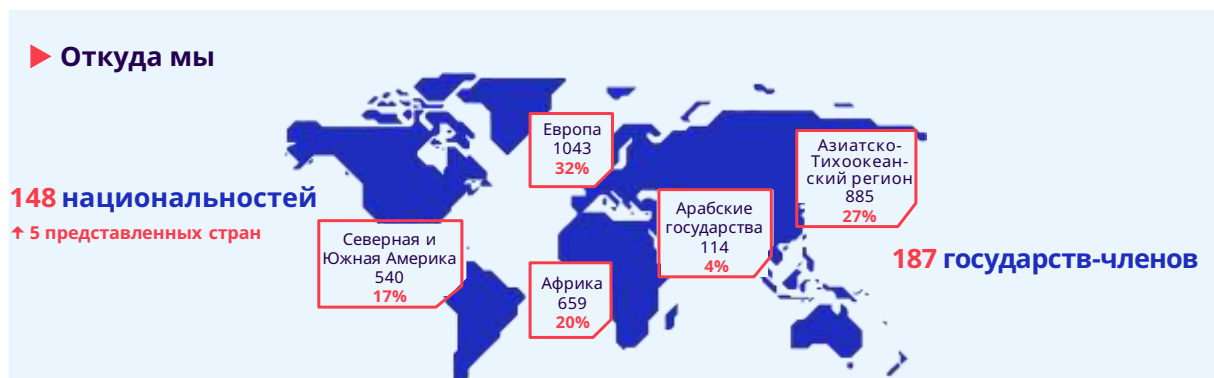 Откуда мы
Европа
1043
32%
Азиатско-
Тихоокеан-
ский регион
885
27%
148 национальностей
↑ 5 представленных стран
Арабские
государства
114
4%
Северная и
Южная Америка
540
17%
187 государств-членов
Африка
659
20%